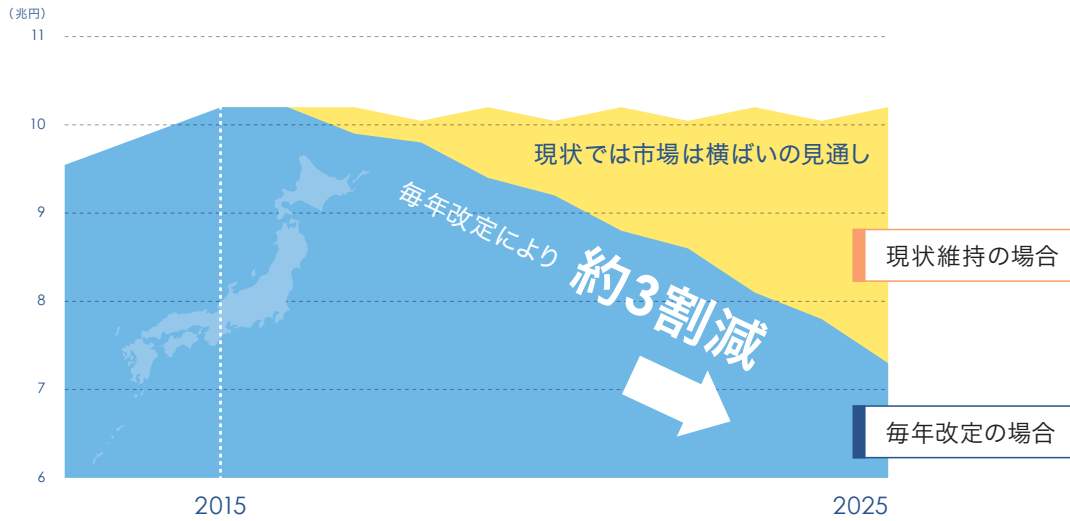 （兆円）
11
10
現状では市場は横ばいの見通し
毎年改定により 約3割減
9
現状維持の場合
8
7
毎年改定の場合
6
2015
2025